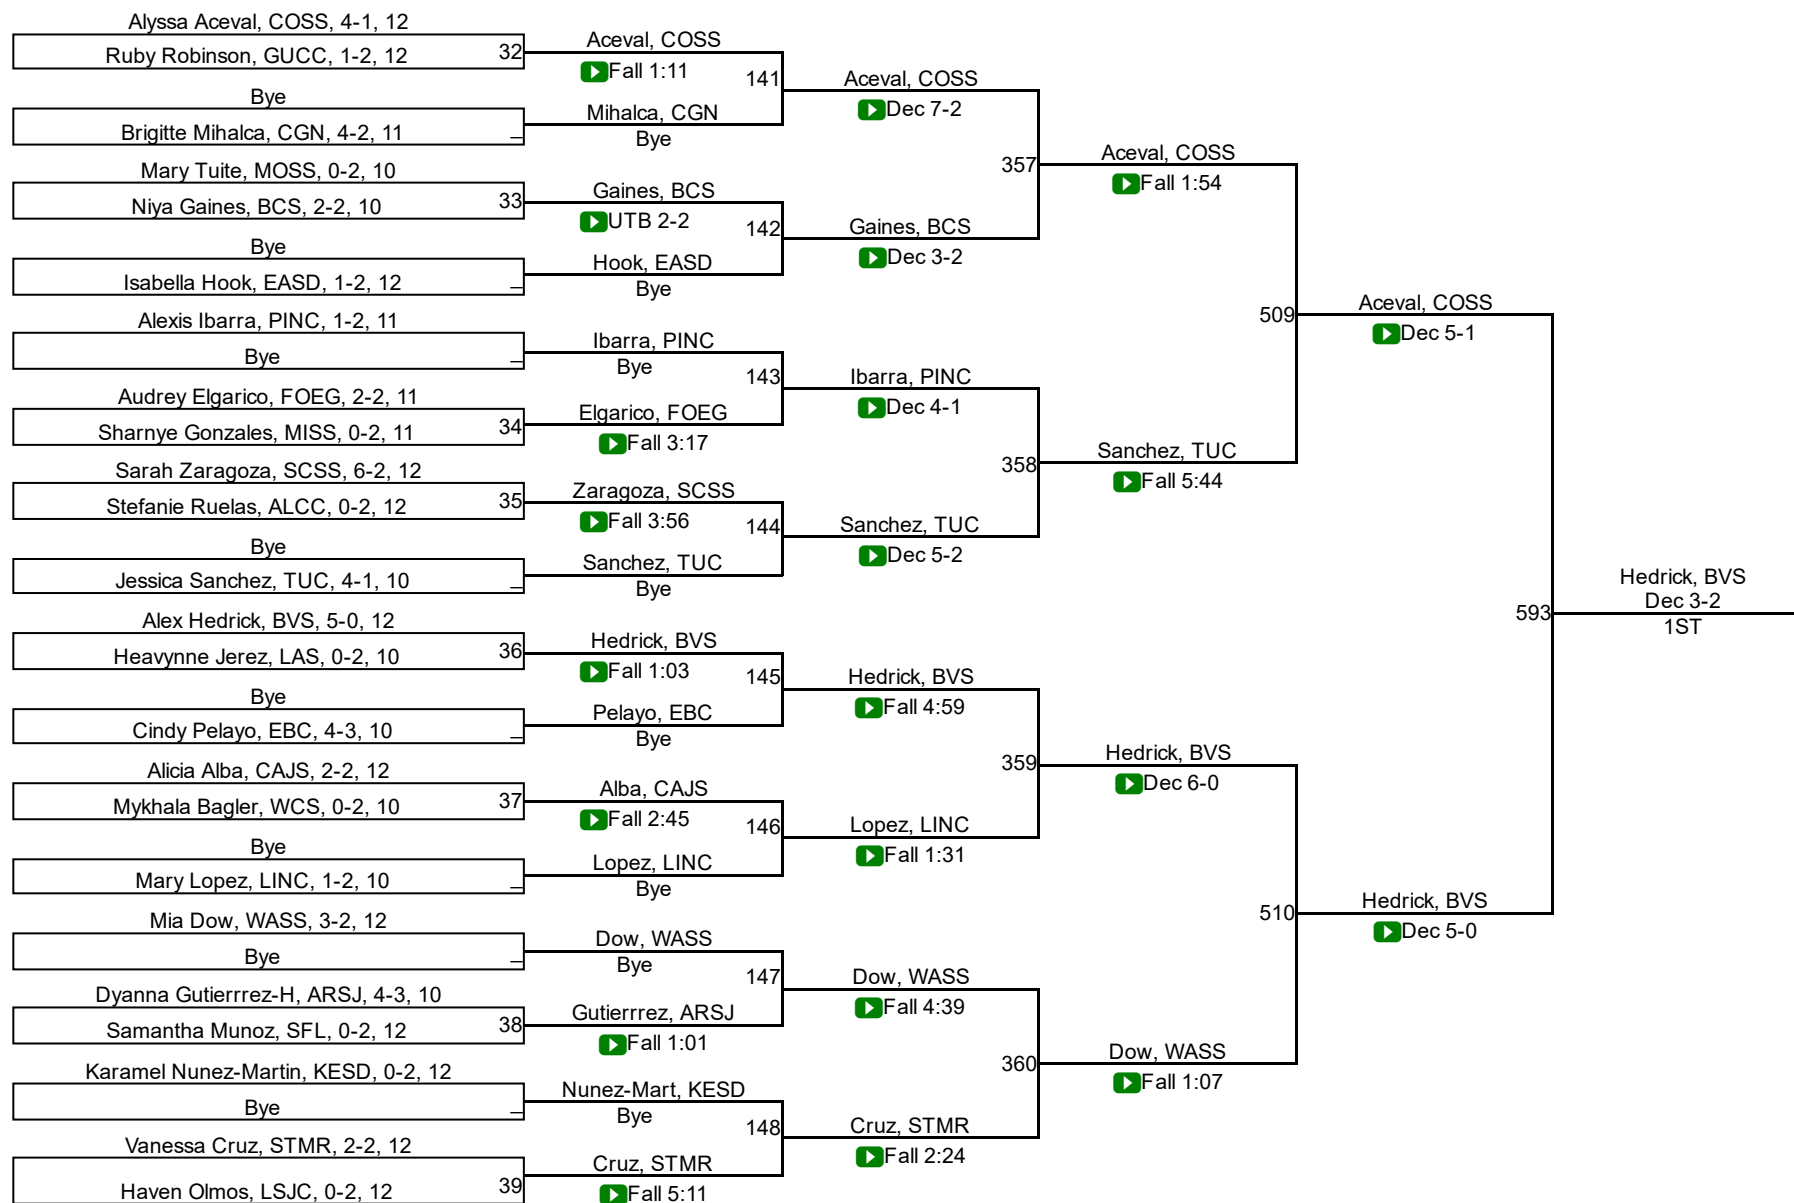 Alyssa Aceval, COSS, 4-1, 12
Ruby Robinson, GUCC, 1-2, 12
32
Bye
Brigitte Mihalca, CGN, 4-2, 11
Mary Tuite, MOSS, 0-2, 10
Niya Gaines, BCS, 2-2, 10
33
Bye
Isabella Hook, EASD, 1-2, 12
Alexis Ibarra, PINC, 1-2, 11
Bye
Audrey Elgarico, FOEG, 2-2, 11
Sharnye Gonzales, MISS, 0-2, 11
34
Sarah Zaragoza, SCSS, 6-2, 12
Stefanie Ruelas, ALCC, 0-2, 12
35
Bye
Jessica Sanchez, TUC, 4-1, 10
Alex Hedrick, BVS, 5-0, 12
Heavynne Jerez, LAS, 0-2, 10
36
Bye
Cindy Pelayo, EBC, 4-3, 10
Alicia Alba, CAJS, 2-2, 12
Mykhala Bagler, WCS, 0-2, 10
37
Bye
Mary Lopez, LINC, 1-2, 10
Mia Dow, WASS, 3-2, 12
Bye
Dyanna Gutierrrez-H, ARSJ, 4-3, 10
Samantha Munoz, SFL, 0-2, 12
38
Karamel Nunez-Martin, KESD, 0-2, 12
Bye
Vanessa Cruz, STMR, 2-2, 12
Haven Olmos, LSJC, 0-2, 12
39
Aceval, COSS
Fall 1:11
141
Mihalca, CGN
Bye
Gaines, BCS
UTB 2-2
142
Hook, EASD
Bye
Ibarra, PINC
Bye
143
Elgarico, FOEG
Fall 3:17
Zaragoza, SCSS
Fall 3:56
144
Sanchez, TUC
Bye
Hedrick, BVS
Fall 1:03
145
Pelayo, EBC
Bye
Alba, CAJS
Fall 2:45
146
Lopez, LINC
Bye
Dow, WASS
Bye
147
Gutierrrez, ARSJ
Fall 1:01
Nunez-Mart, KESD
Bye
148
Cruz, STMR
Fall 5:11
Aceval, COSS
Dec 7-2
357
Gaines, BCS
Dec 3-2
Ibarra, PINC
Dec 4-1
358
Sanchez, TUC
Dec 5-2
Hedrick, BVS
Fall 4:59
359
Lopez, LINC
Fall 1:31
Dow, WASS
Fall 4:39
360
Cruz, STMR
Fall 2:24
Aceval, COSS
Fall 1:54
509
Sanchez, TUC
Fall 5:44
Hedrick, BVS
Dec 6-0
510
Dow, WASS
Fall 1:07
Aceval, COSS
Dec 5-1
593
Hedrick, BVS
Dec 5-0
Hedrick, BVS
Dec 3-2
1ST